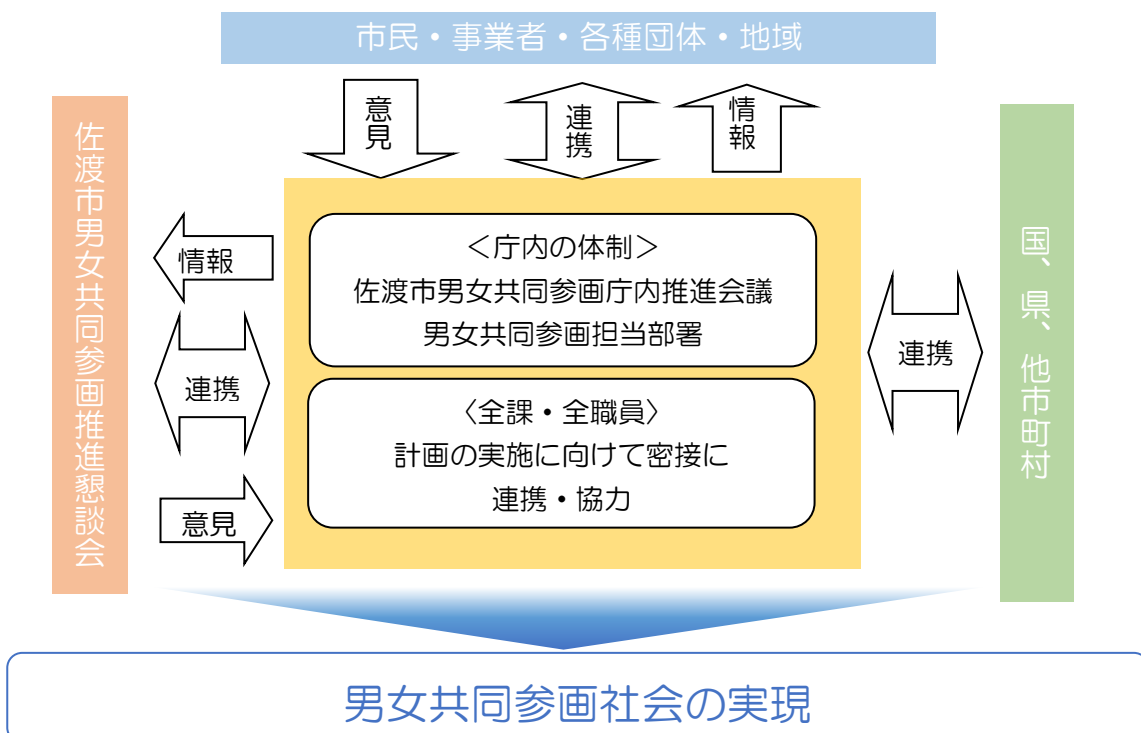 市民・事業者・各種団体・地域
意見
連携
情報
佐渡市男女共同参画推進懇談会
情報
連携
意見
＜庁内の体制＞
佐渡市男女共同参画庁内推進会議
男女共同参画担当部署
〈全課・全職員〉
計画の実施に向けて密接に
連携・協力
連携
国、県、他市町村
男女共同参画社会の実現